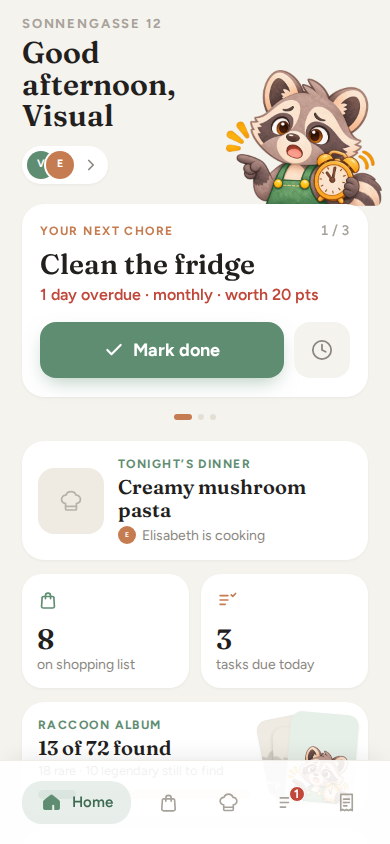 SONNENGASSE 12
Good
afternoon,
Visual
V E
YOUR NEXT CHORE
1 / 3
Clean the fridge
1 day overdue · monthly · worth 20 pts
Mark done
TONIGHT'S DINNER
Creamy mushroom
pasta
E Elisabeth is cooking
8
on shopping list
3
tasks due today
RACCOON ALBUM
13 of 72 found
18 rare · 10 legendary still to find
Home
1